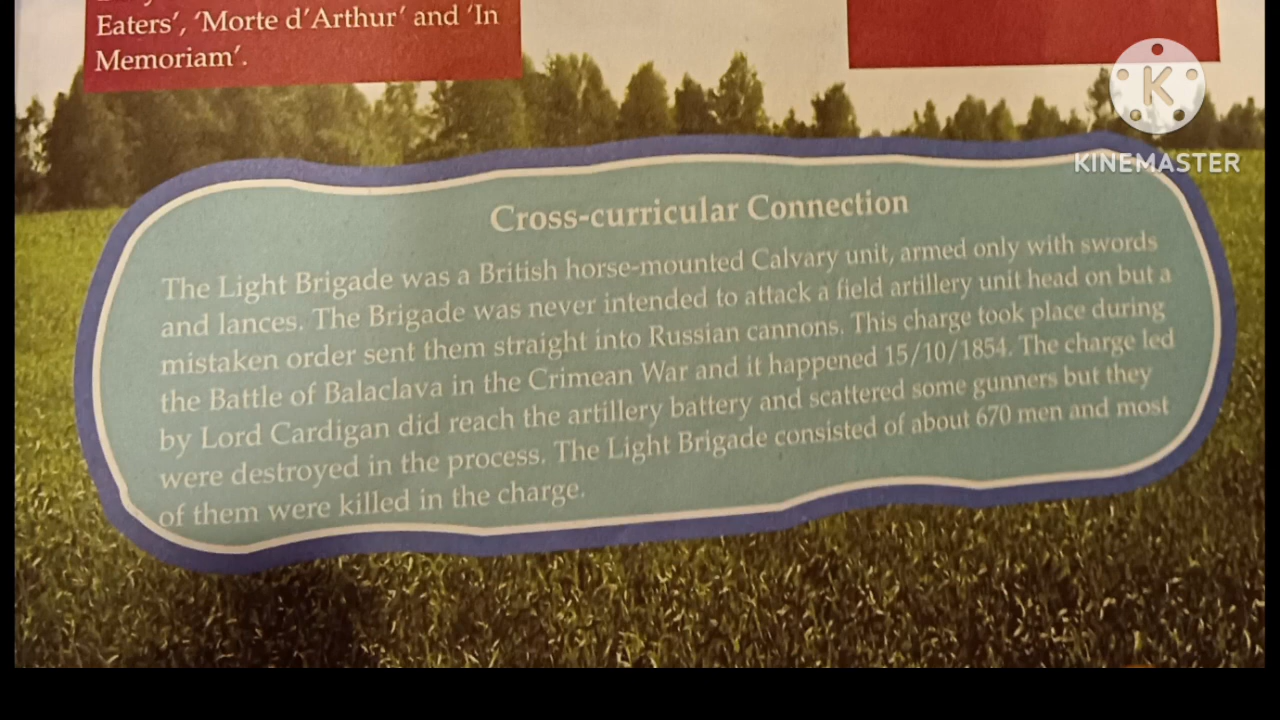 Eaters', 'Morte d'Arthur' and 'In
Memoriam'.
K
KINEMASTER
Cross-curricular Connection
The Light Brigade was a British horse-mounted Calvary unit, armed only with swords
and lances. The Brigade was never intended to attack a field artillery unit head on but a
mistaken order sent them straight into Russian cannons. This charge took place during
the Battle of Balaclava in the Crimean War and it happened 15/10/1854. The charge led
by Lord Cardigan did reach the artillery battery and scattered some gunners but they
were destroyed in the process. The Light Brigade consisted of about 670 men and most
of them were killed in the charge.